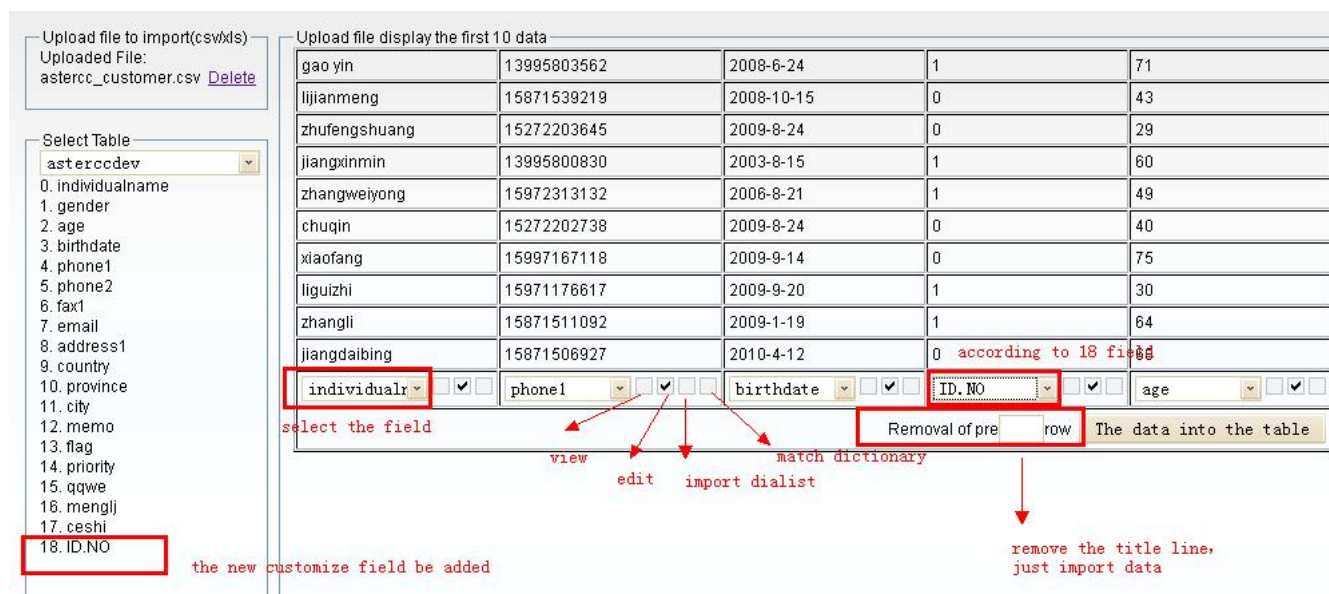 Upload file to import(csv/xls)
Uploaded File:
astercc_customer.csv Delete
Select Table
asterccdev
0. individualname
1. gender
2. age
3. birthdate
4. phone1
5. phone2
6. fax1
7. email
8. address1
9. country
10. province
11. city
12. memo
13. flag
14. priority
15. qqwe
16. menglj
17. ceshi
18. ID.NO
the new customize field be added
Upload file display the first 10 data
gao yin 13995803562 2008-6-24 1 71
lijianmeng 15871539219 2008-10-15 0 43
zhufengshuang 15272203645 2009-8-24 0 29
jiangxinmin 13995800830 2003-8-15 1 60
zhangweiyong 15972313132 2006-8-21 1 49
chuqin 15272202738 2009-8-24 0 40
xiaofang 15997167118 2009-9-14 0 75
liguizhi 15971176617 2009-9-20 1 30
zhangli 15871511092 2009-1-19 1 64
jiangdaibing 15871506927 2010-4-12 0
according to 18 field
individualn phone1 birthdate ID.NO age
select the field
Removal of pre row The data into the table
view
edit
import dialist
match dictionary
remove the title line,
just import data